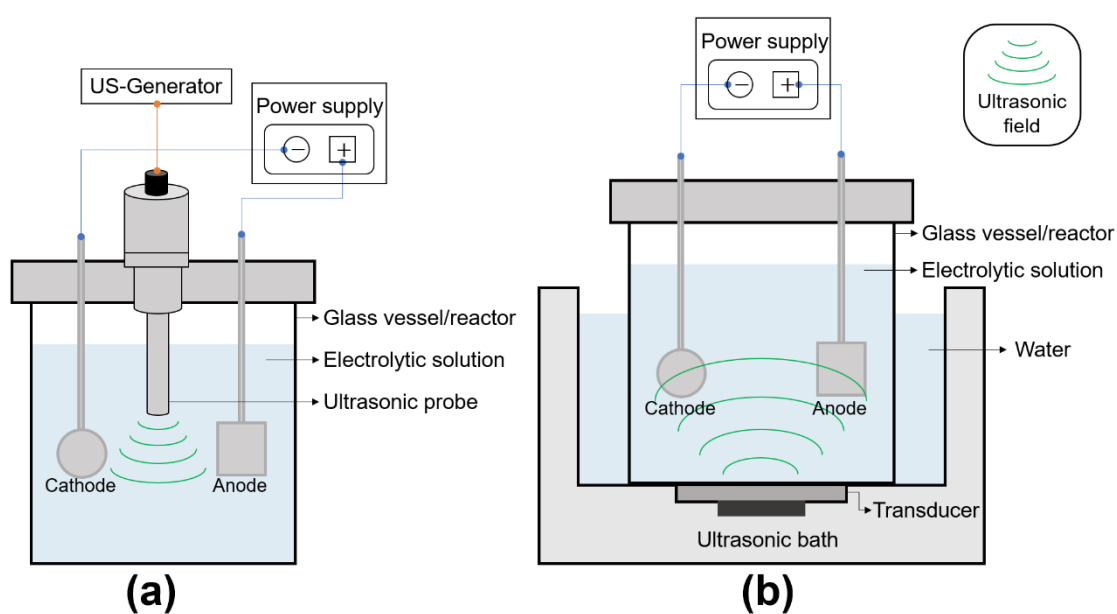 US-Generator
Power supply
−
+
Glass vessel/reactor
Electrolytic solution
Ultrasonic probe
Cathode
Anode
(a)
Power supply
−
+
Ultrasonic
field
Glass vessel/reactor
Electrolytic solution
Water
Cathode
Anode
Transducer
Ultrasonic bath
(b)